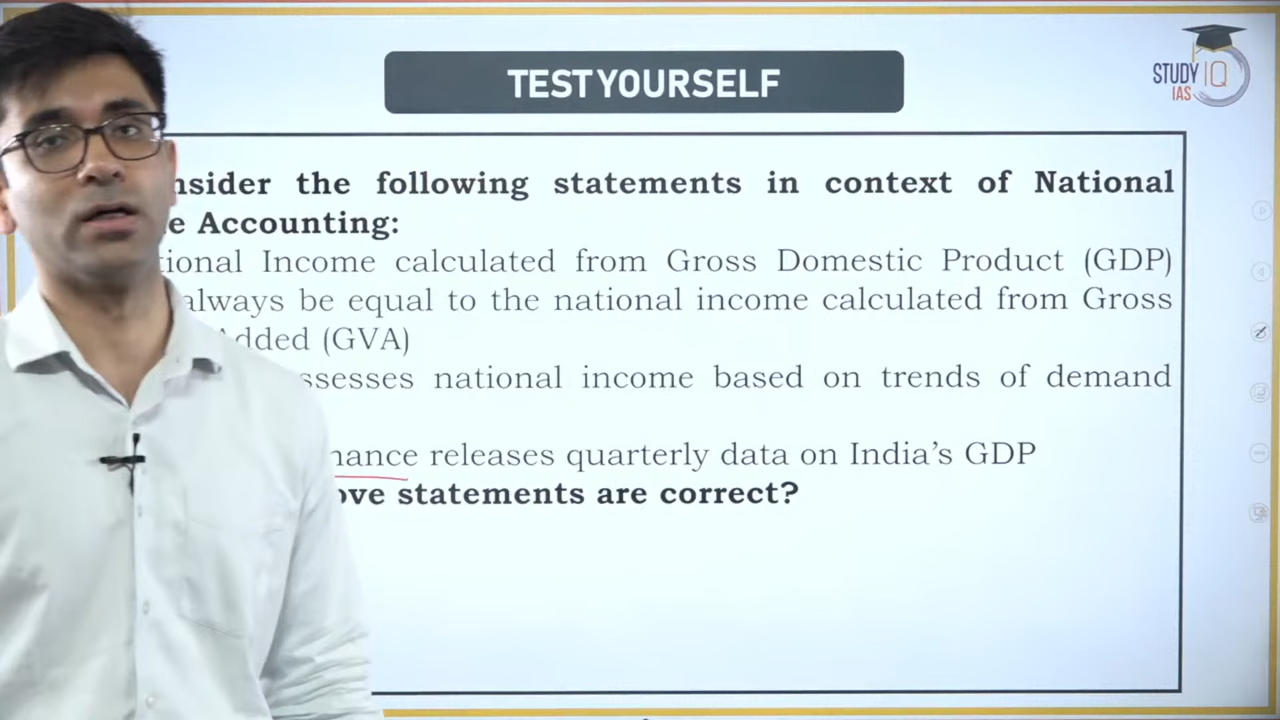 TEST YOURSELF
STUDY IQ
IAS
nsider the following statements in context of National
e Accounting:
tional Income calculated from Gross Domestic Product (GDP)
always be equal to the national income calculated from Gross
Added (GVA)
ssesses national income based on trends of demand
nance releases quarterly data on India's GDP
ove statements are correct?